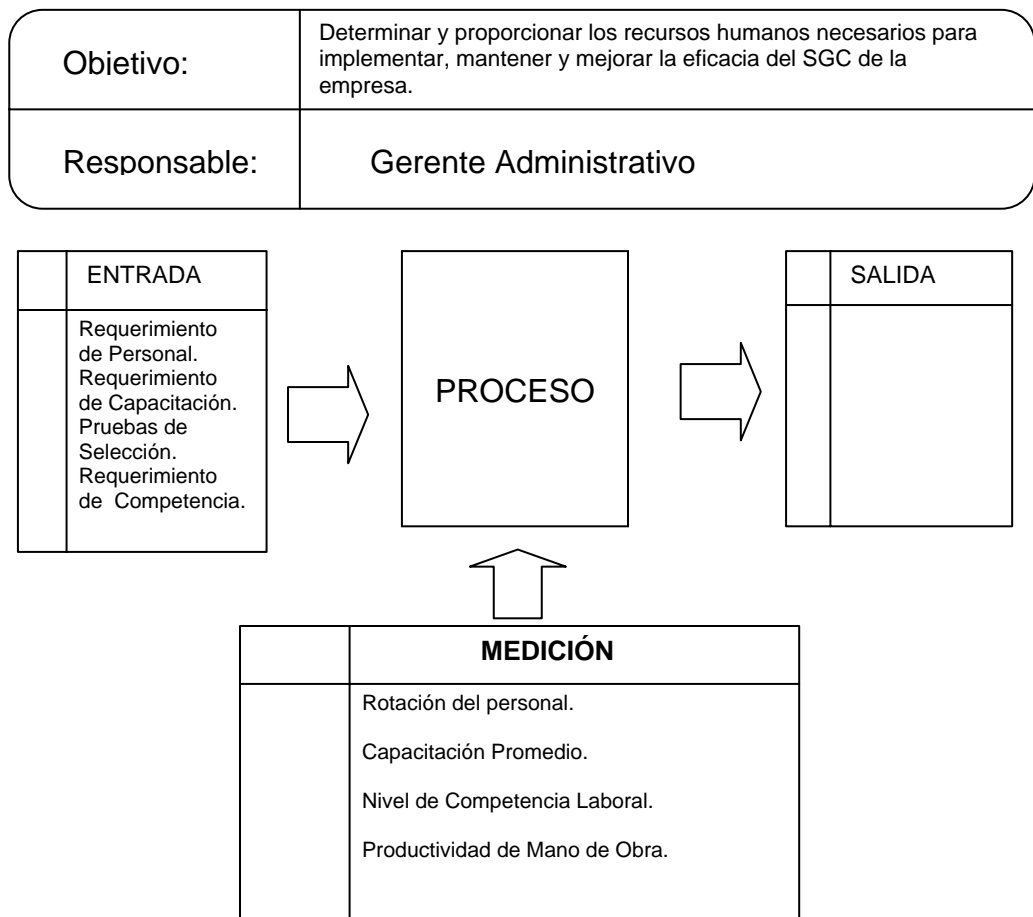 Objetivo:
Determinar y proporcionar los recursos humanos necesarios para
implementar, mantener y mejorar la eficacia del SGC de la
empresa.
Responsable:
Gerente Administrativo
ENTRADA
Requerimiento
de Personal.
Requerimiento
de Capacitación.
Pruebas de
Selección.
Requerimiento
de Competencia.
PROCESO
SALIDA
MEDICIÓN
Rotación del personal.
Capacitación Promedio.
Nivel de Competencia Laboral.
Productividad de Mano de Obra.